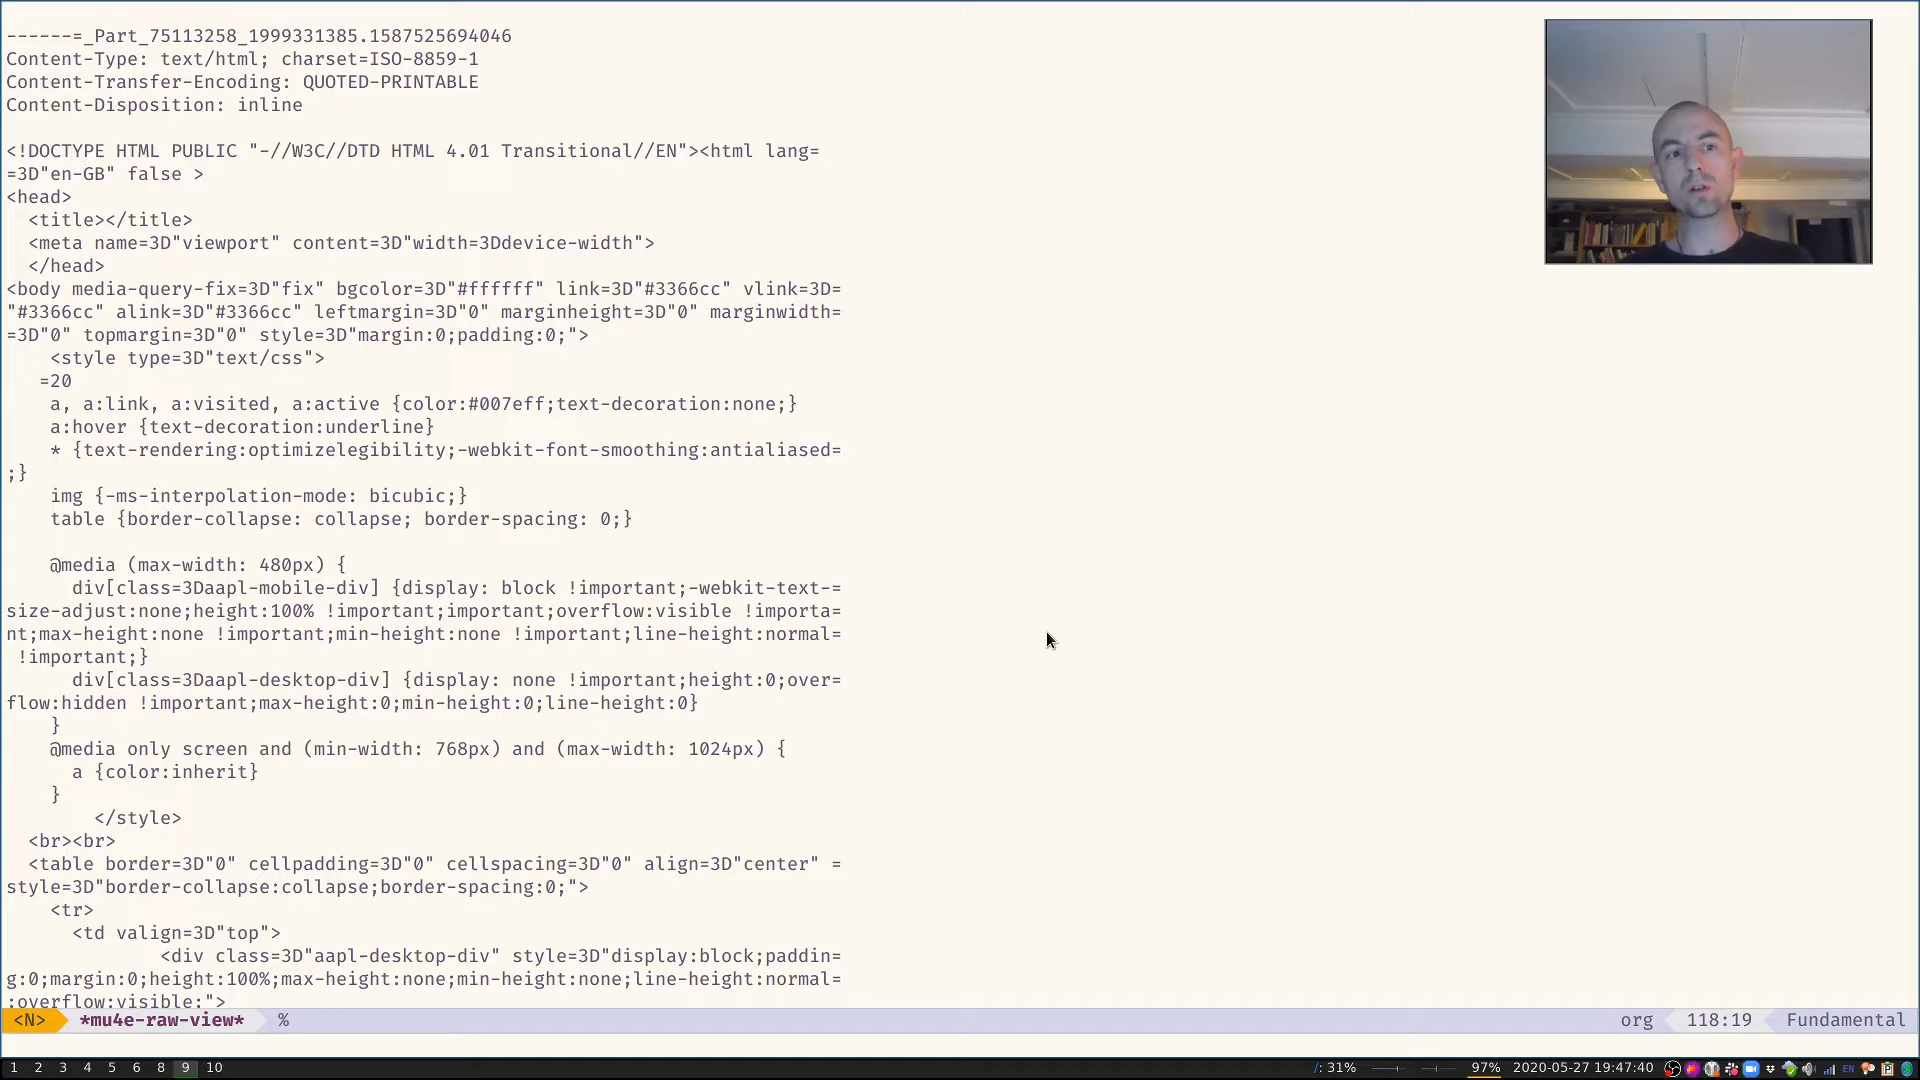 ------=_Part_75113258_1999331385.1587525694046
Content-Type: text/html; charset=ISO-8859-1
Content-Transfer-Encoding: QUOTED-PRINTABLE
Content-Disposition: inline

<!DOCTYPE HTML PUBLIC "-//W3C//DTD HTML 4.01 Transitional//EN"><html lang=
=3D"en-GB" false >
<head>
  <title></title>
  <meta name=3D"viewport" content=3D"width=3Ddevice-width">
  </head>
<body media-query-fix=3D"fix" bgcolor=3D"#ffffff" link=3D"#3366cc" vlink=3D=
"#3366cc" alink=3D"#3366cc" leftmargin=3D"0" marginheight=3D"0" marginwidth=
=3D"0" topmargin=3D"0" style=3D"margin:0;padding:0;">
    <style type=3D"text/css">
   =20
    a, a:link, a:visited, a:active {color:#007eff;text-decoration:none;}
    a:hover {text-decoration:underline}
    * {text-rendering:optimizelegibility;-webkit-font-smoothing:antialiased=
;}
    img {-ms-interpolation-mode: bicubic;}
    table {border-collapse: collapse; border-spacing: 0;}

    @media (max-width: 480px) {
      div[class=3Daapl-mobile-div] {display: block !important;-webkit-text-=
size-adjust:none;height:100% !important;important;overflow:visible !importa=
nt;max-height:none !important;min-height:none !important;line-height:normal=
 !important;}
      div[class=3Daapl-desktop-div] {display: none !important;height:0;over=
flow:hidden !important;max-height:0;min-height:0;line-height:0}
    }
    @media only screen and (min-width: 768px) and (max-width: 1024px) {
      a {color:inherit}
    }
        </style>
  <br><br>
  <table border=3D"0" cellpadding=3D"0" cellspacing=3D"0" align=3D"center" =
style=3D"border-collapse:collapse;border-spacing:0;">
    <tr>
      <td valign=3D"top">
              <div class=3D"aapl-desktop-div" style=3D"display:block;paddin=
g:0;margin:0;height:100%;max-height:none;min-height:none;line-height:normal=
;overflow:visible;">
<N> *mu4e-raw-view* % org 118:19 Fundamental
1 2 3 4 5 6 8 9 10 /: 31% 97% 2020-05-27 19:47:40 EN